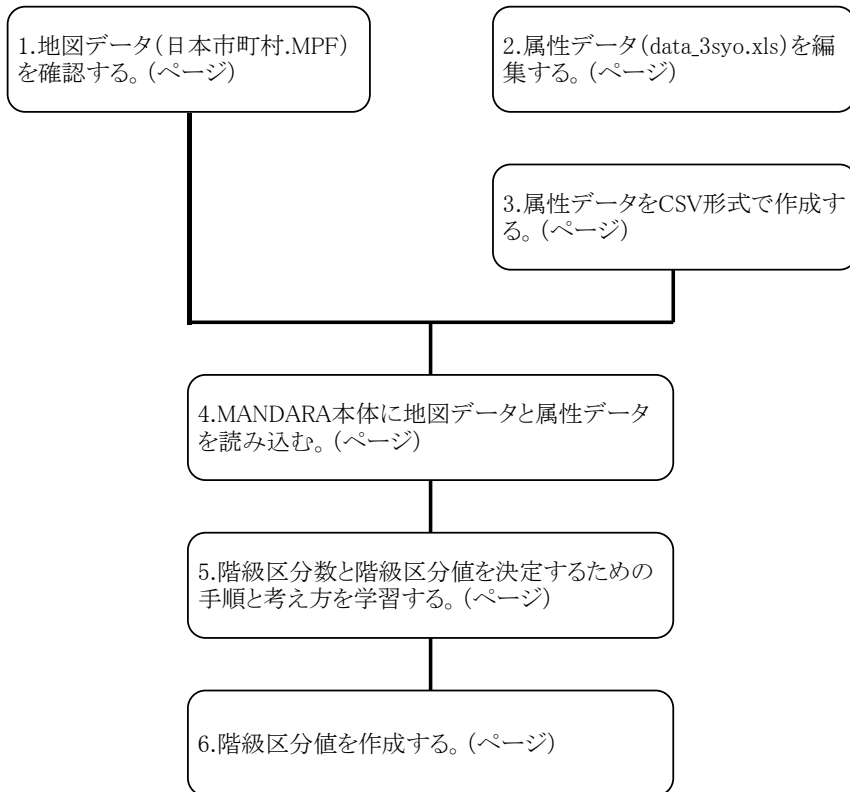 1.地図データ(日本市町村.MPF)
を確認する。(ページ)
2.属性データ(data_3syo.xls)を編
集する。(ページ)
3.属性データをCSV形式で作成す
る。(ページ)
4.MANDARA本体に地図データと属性データ
を読み込む。(ページ)
5.階級区分数と階級区分値を決定するための
手順と考え方を学習する。(ページ)
6.階級区分値を作成する。(ページ)